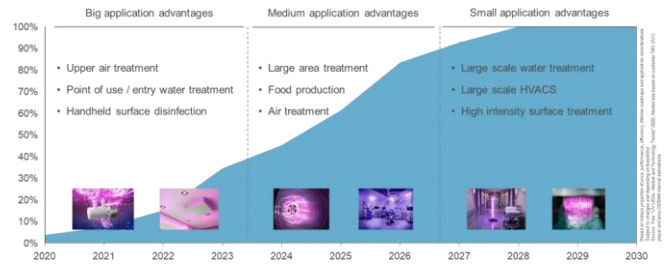 Big application advantages
Medium application advantages
Small application advantages
100%
90%
80%
70%
60%
50%
40%
30%
20%
10%
0%
• Upper air treatment
• Point of use / entry water treatment
• Handheld surface disinfection
• Large area treatment
• Food production
• Air treatment
• Large scale water treatment
• Large scale HVACS
• High intensity surface treatment
2020
2021
2022
2023
2024
2025
2026
2027
2028
2029
2030